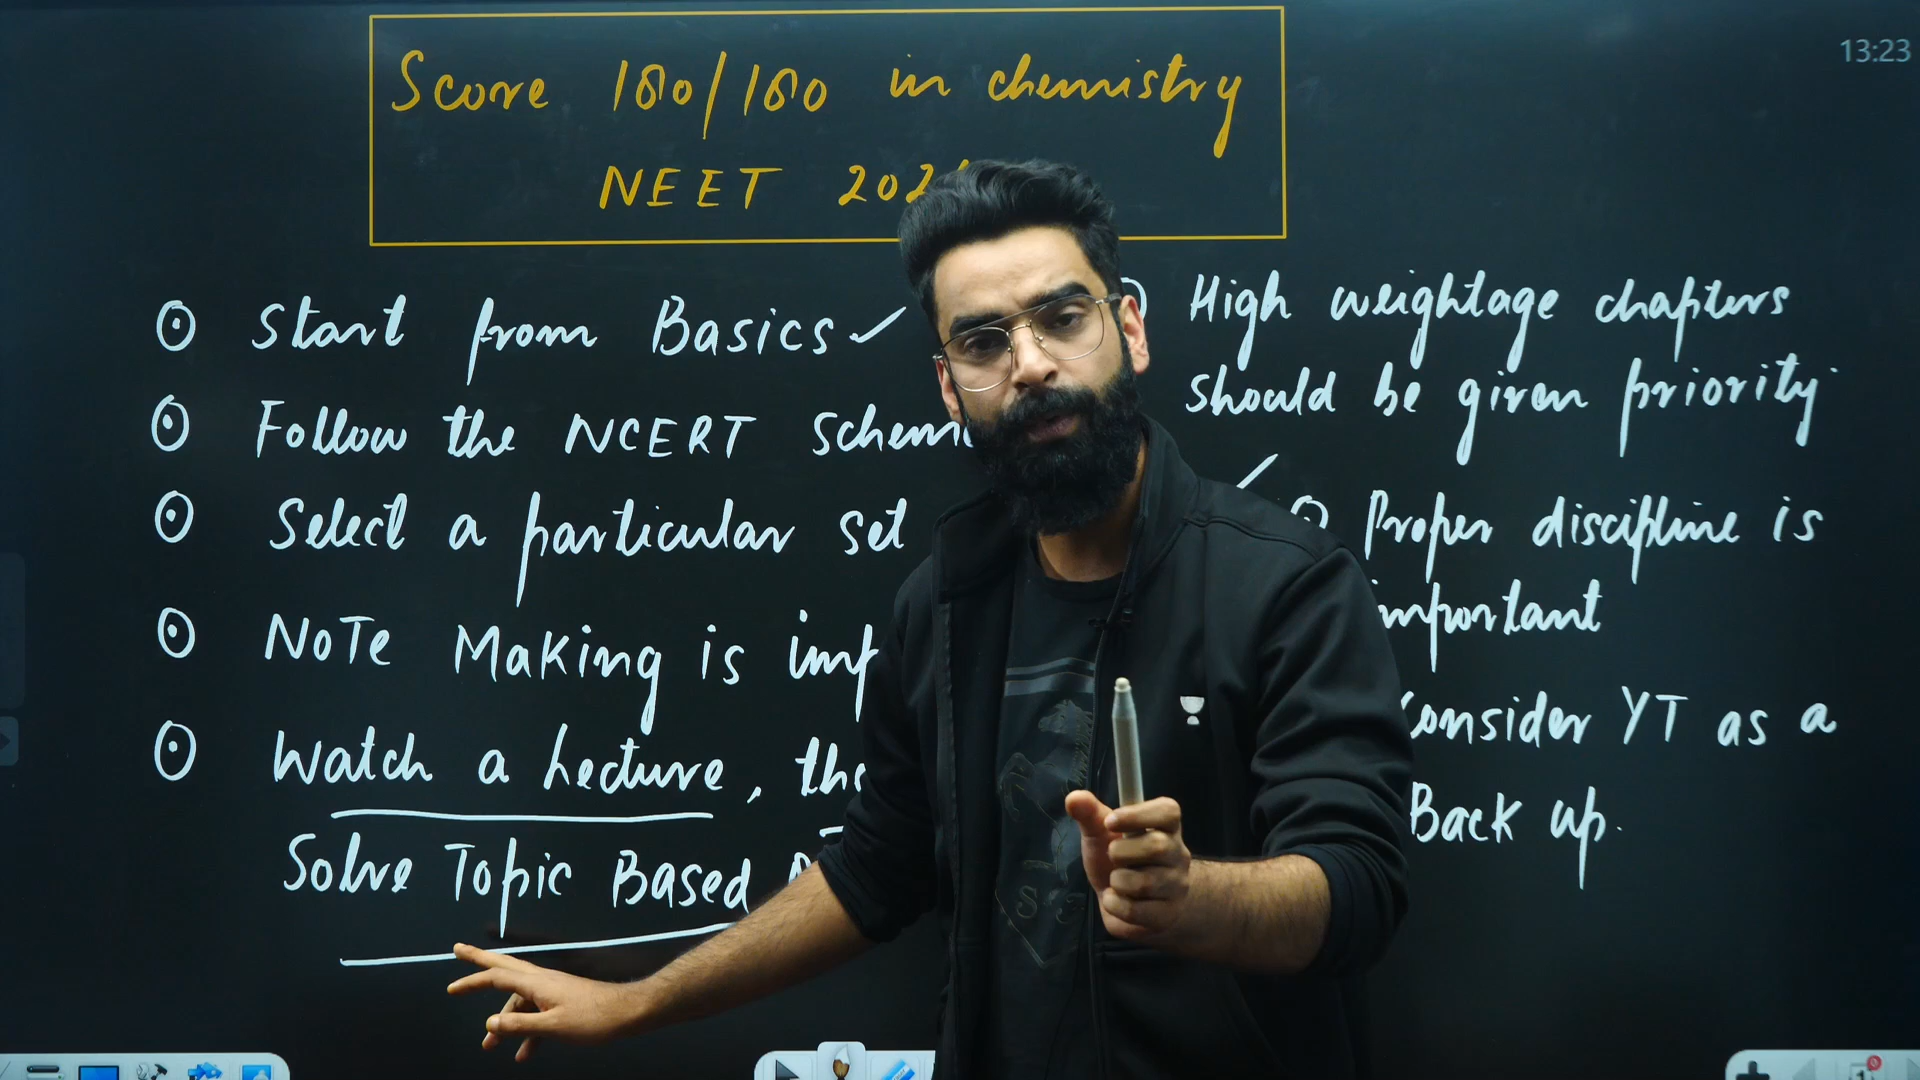 13:23
Score 180/180 in chemistry
NEET
Start from Basics
Follow the NCERT
Select a particular set
NOTE Making is
Watch a Lecture,
Solve Topic Based
High weightage chapters
should be given priority
Proper discipline is
important
Consider YT as a
Back up.